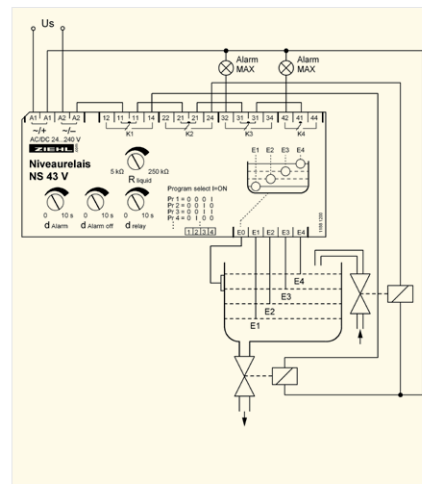 Us
Alarm MAX
Alarm MAX
A1 A1 A2 A2
12 11 11 14 22 21 21 24 32 31 31 34 42 41 44
~/+ ~/–
K1 K2 K3 K4
AC/DC 24...240 V
ZIEHL
Niveaurelais
NS 43 V
5 kΩ 250 kΩ
R liquid
E1 E2 E3 E4
Program select I=ON
Pr 1 = 0 0 0 I
Pr 2 = 0 0 I 0
Pr 3 = 0 0 I I
Pr 4 = 0 I 0 0
1 2 3 4
0 10 s 0 10 s 0 10 s
d Alarm d Alarm off d relay
E0 E1 E2 E3 E4
E4
E3
E2
E1